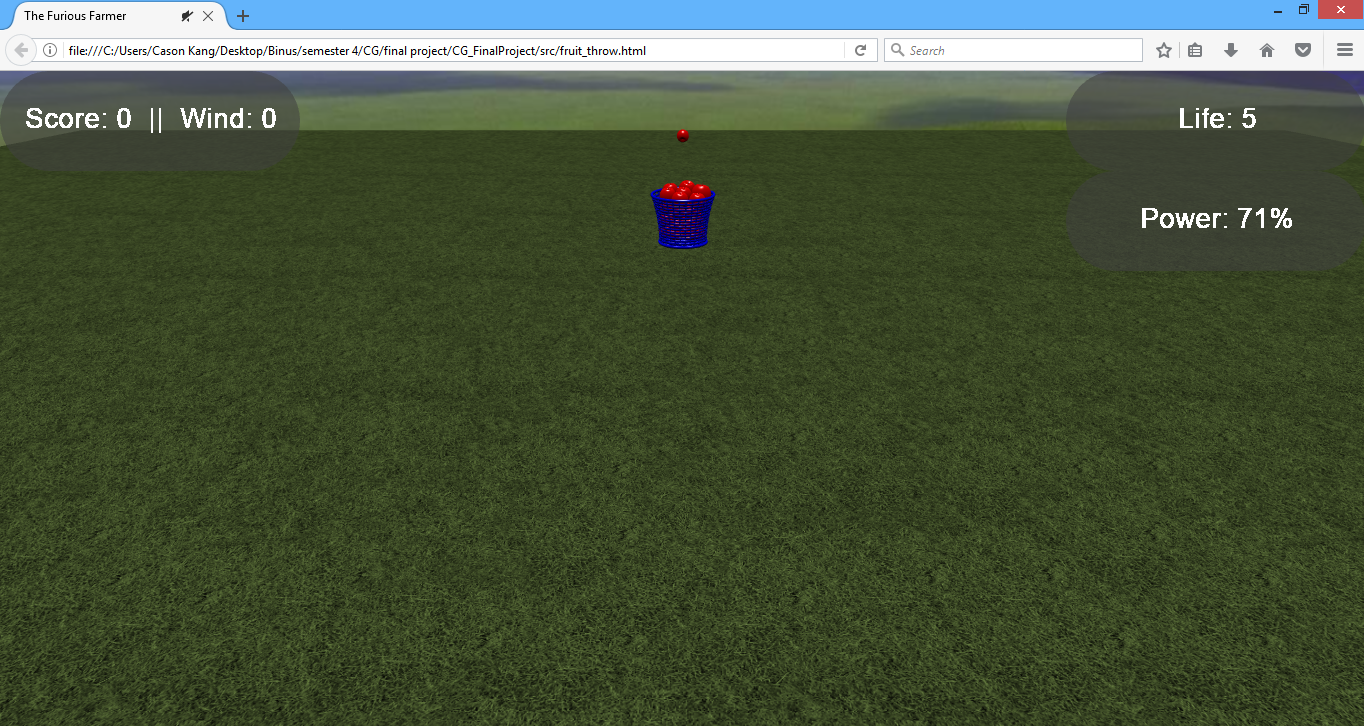 The Furious Farmer
file:///C:/Users/Cason Kang/Desktop/Binus/semester 4/CG/final project/CG_FinalProject/src/fruit_throw.html
Search
Score: 0 || Wind: 0
Life: 5
Power: 71%